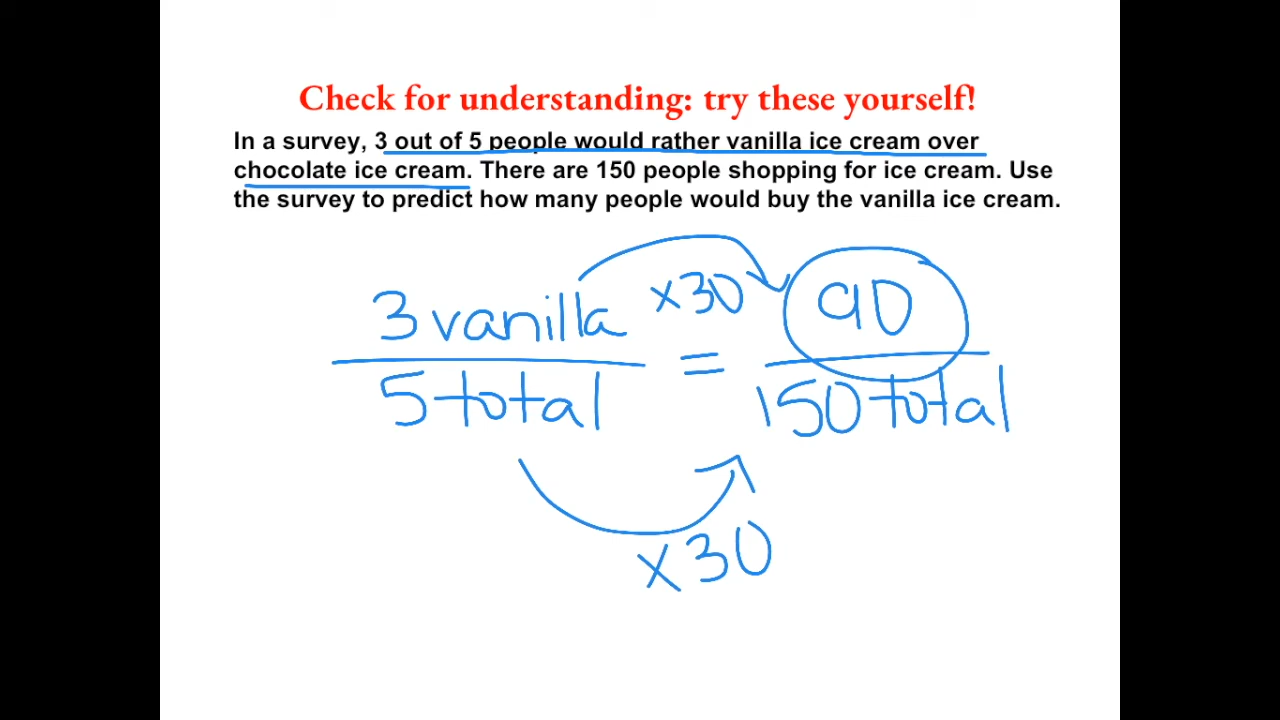 Check for understanding: try these yourself!
In a survey, 3 out of 5 people would rather vanilla ice cream over
chocolate ice cream. There are 150 people shopping for ice cream. Use
the survey to predict how many people would buy the vanilla ice cream.
3 vanilla x30 90
=
5 total 150 total
x30